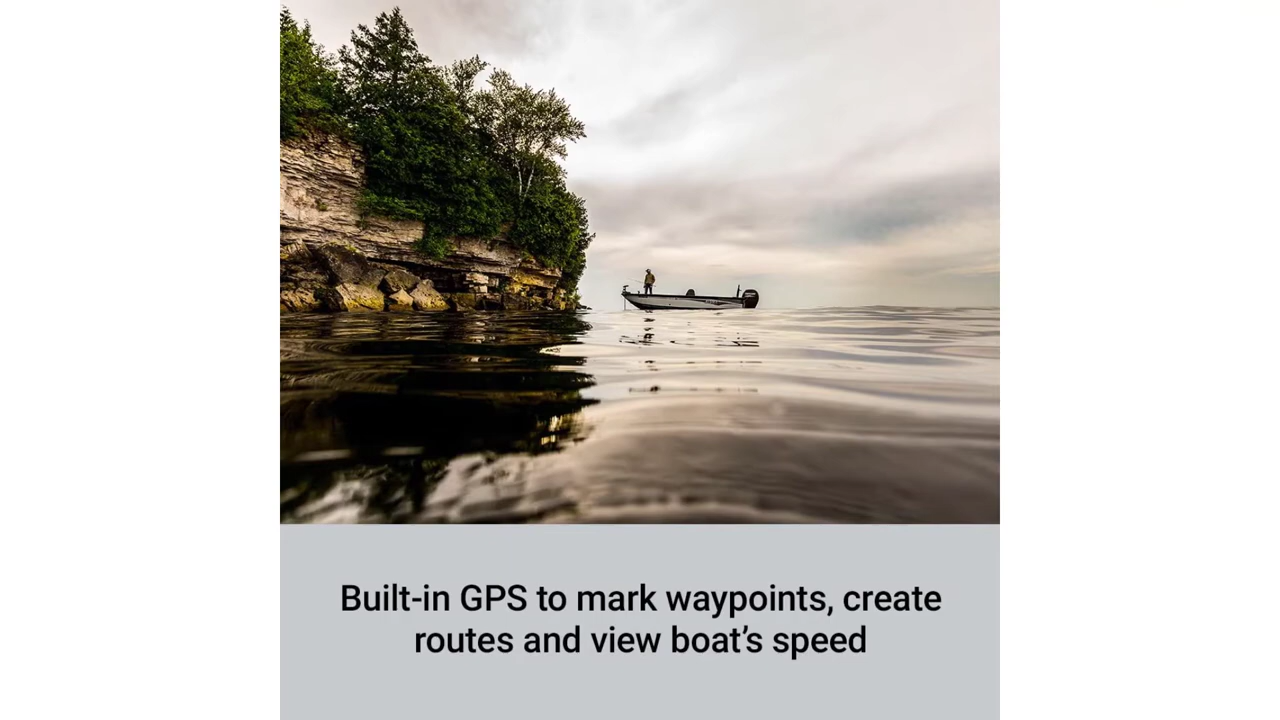 Built-in GPS to mark waypoints, create
routes and view boat’s speed